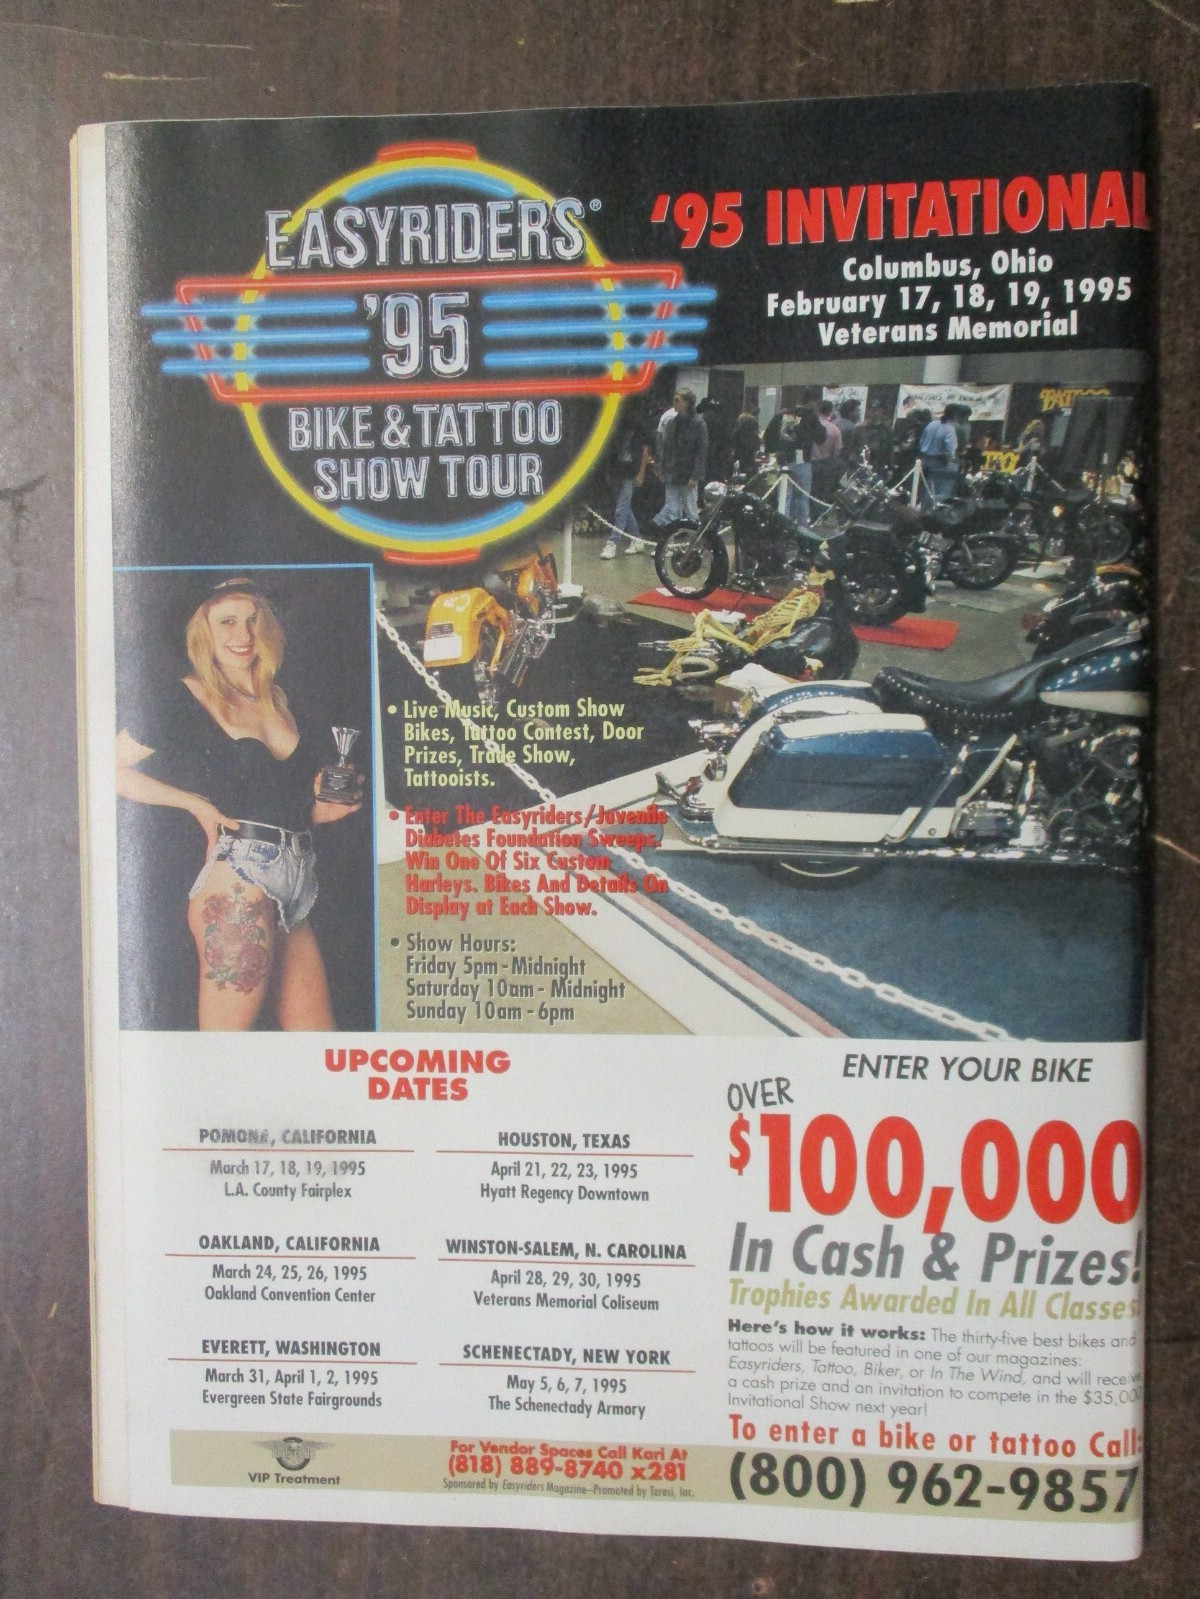 EASYRIDERS®
'95
BIKE & TATTOO
SHOW TOUR
'95 INVITATIONAL
Columbus, Ohio
February 17, 18, 19, 1995
Veterans Memorial
TATTOO
• Live Music, Custom Show
Bikes, Tattoo Contest, Door
Prizes, Trade Show,
Tattooists.
• Enter The Easyriders/Juvenile
Diabetes Foundation Sweeps.
Win One Of Six Custom
Harleys. Bikes And Details On
Display at Each Show.
• Show Hours:
Friday 5pm - Midnight
Saturday 10am - Midnight
Sunday 10am - 6pm
UPCOMING
DATES
POMONA, CALIFORNIA
March 17, 18, 19, 1995
L.A. County Fairplex
OAKLAND, CALIFORNIA
March 24, 25, 26, 1995
Oakland Convention Center
EVERETT, WASHINGTON
March 31, April 1, 2, 1995
Evergreen State Fairgrounds
HOUSTON, TEXAS
April 21, 22, 23, 1995
Hyatt Regency Downtown
WINSTON-SALEM, N. CAROLINA
April 28, 29, 30, 1995
Veterans Memorial Coliseum
SCHENECTADY, NEW YORK
May 5, 6, 7, 1995
The Schenectady Armory
ENTER YOUR BIKE
OVER
$100,000
In Cash & Prizes!
Trophies Awarded In All Classes
Here's how it works: The thirty-five best bikes and
tattoos will be featured in one of our magazines:
Easyriders, Tattoo, Biker, or In The Wind, and will receive
a cash prize and an invitation to compete in the $35,00
Invitational Show next year!
To enter a bike or tattoo Call:
(800) 962-9857
VIP Treatment
For Vendor Spaces Call Kari At
(818) 889-8740 x281
Sponsored by Easyriders Magazine—Promoted by Teresi, Inc.